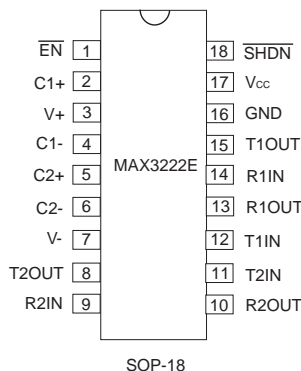 EN 1 18 SHDN
C1+ 2 17 Vcc
V+ 3 16 GND
C1- 4 15 T1OUT
C2+ 5 MAX3222E 14 R1IN
C2- 6 13 R1OUT
V- 7 12 T1IN
T2OUT 8 11 T2IN
R2IN 9 10 R2OUT
SOP-18